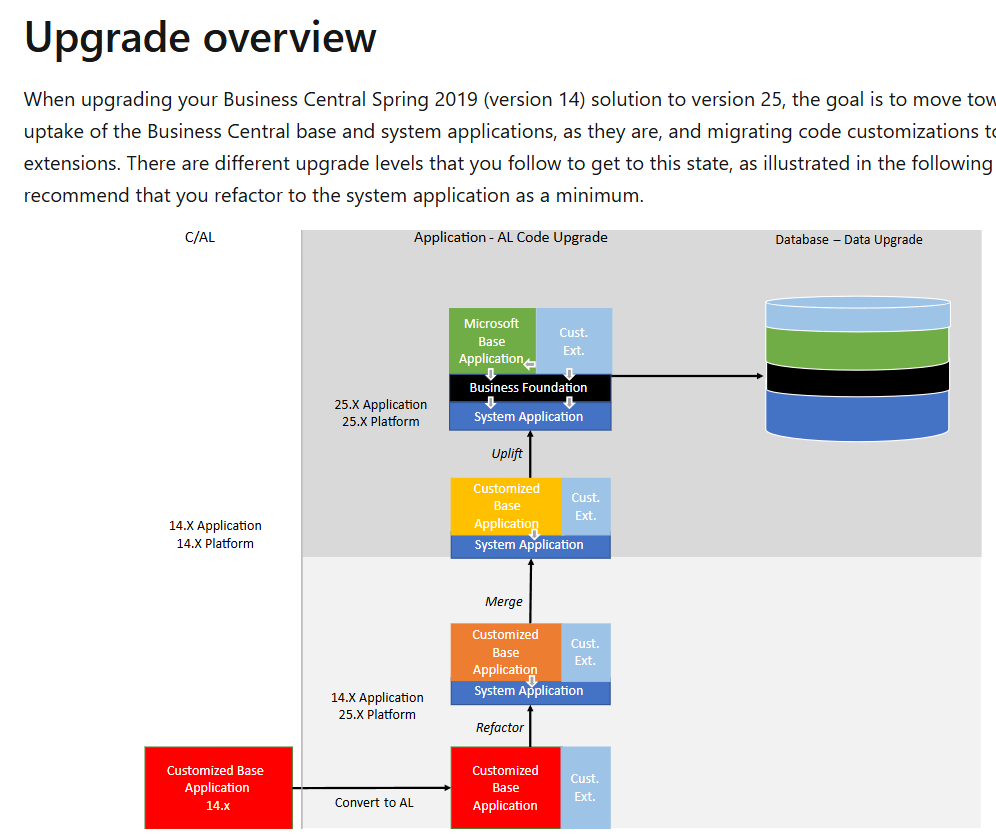 Upgrade overview
When upgrading your Business Central Spring 2019 (version 14) solution to version 25, the goal is to move
uptake of the Business Central base and system applications, as they are, and migrating code customizations
extensions. There are different upgrade levels that you follow to get to this state, as illustrated in the following
recommend that you refactor to the system application as a minimum.
C/AL
Application - AL Code Upgrade
Database – Data Upgrade
Microsoft
Base
Application
Cust.
Ext.
Business Foundation
System Application
25.X Application
25.X Platform
Uplift
Customized
Base
Application
Cust.
Ext.
System Application
14.X Application
14.X Platform
Merge
Customized
Base
Application
Cust.
Ext.
System Application
14.X Application
25.X Platform
Refactor
Customized Base
Application
14.x
Convert to AL
Customized
Base
Application
Cust.
Ext.